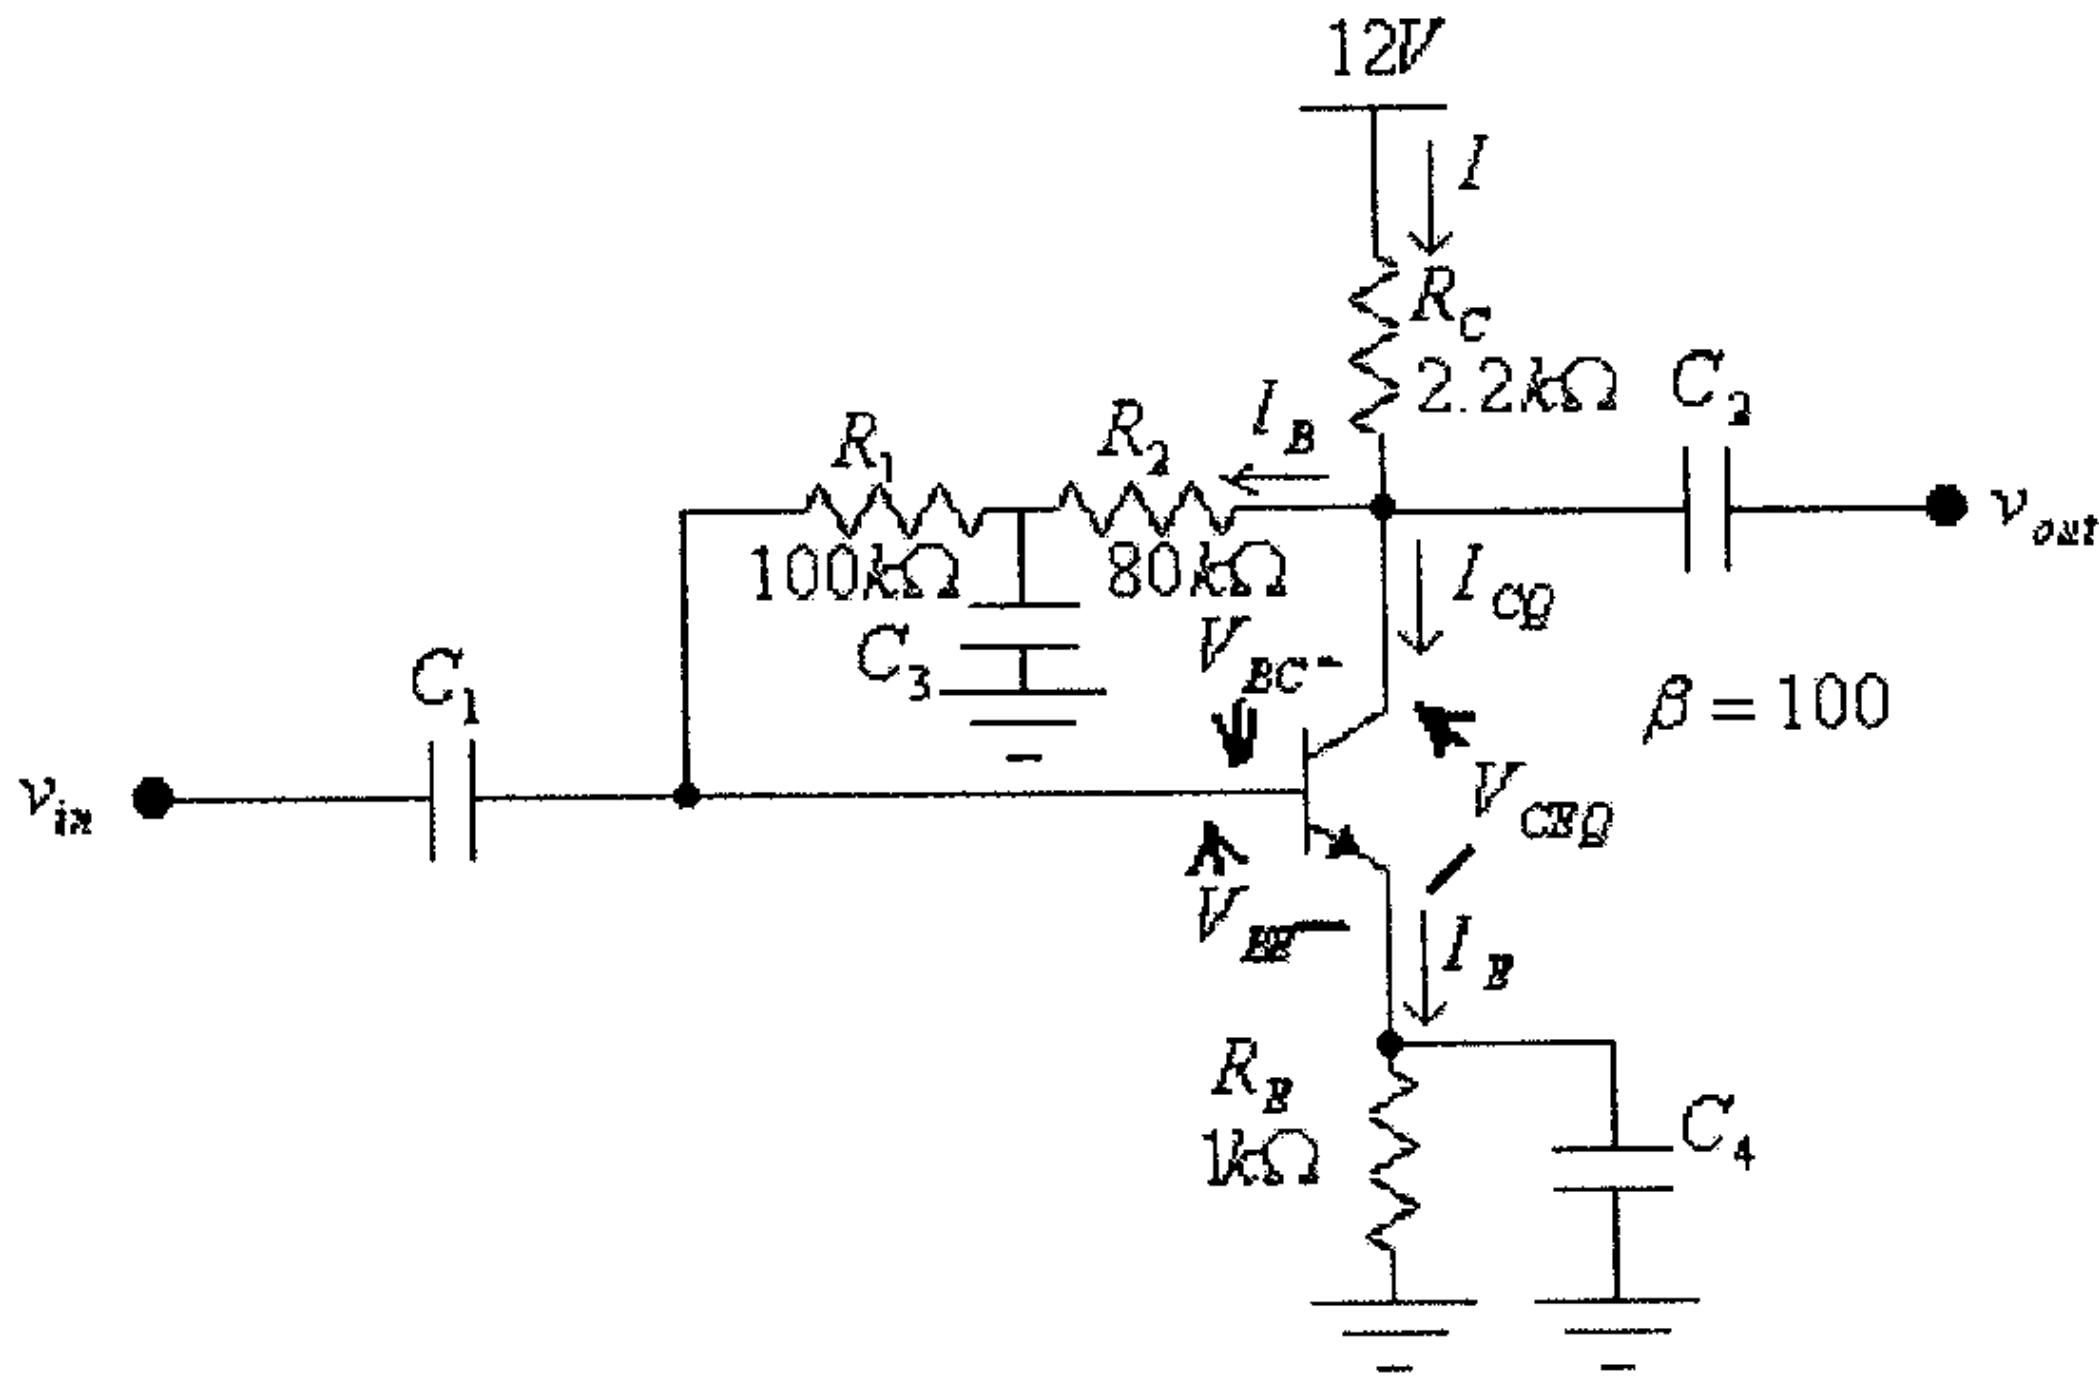 12V
I
R_C
2.2kΩ
C_2
I_B
R_1
R_2
v_out
100kΩ
80kΩ
I_CQ
V_BC -
C_3
C_1
β = 100
v_in
V_CEQ
V_BE
I_E
R_E
1kΩ
C_4